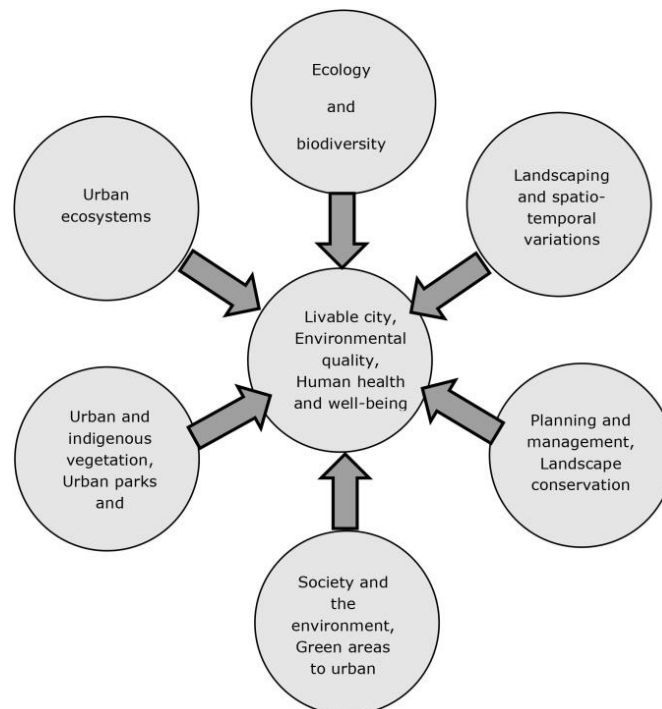 Ecology
and
biodiversity
Urban
ecosystems
Landscaping
and spatio-
temporal
variations
Livable city,
Environmental
quality,
Human health
and well-being
Urban and
indigenous
vegetation,
Urban parks
and
Planning and
management,
Landscape
conservation
Society and
the
environment,
Green areas
to urban